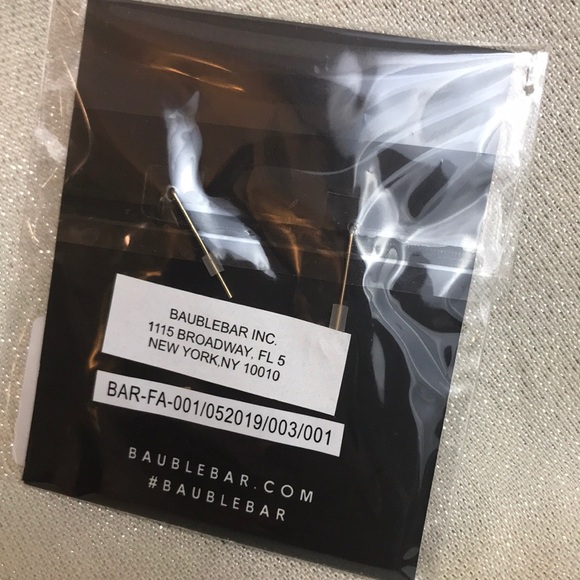 BAUBLEBAR INC.
1115 BROADWAY, FL 5
NEW YORK,NY 10010
BAR-FA-001/052019/003/001
BAUBLEBAR.COM
#BAUBLEBAR